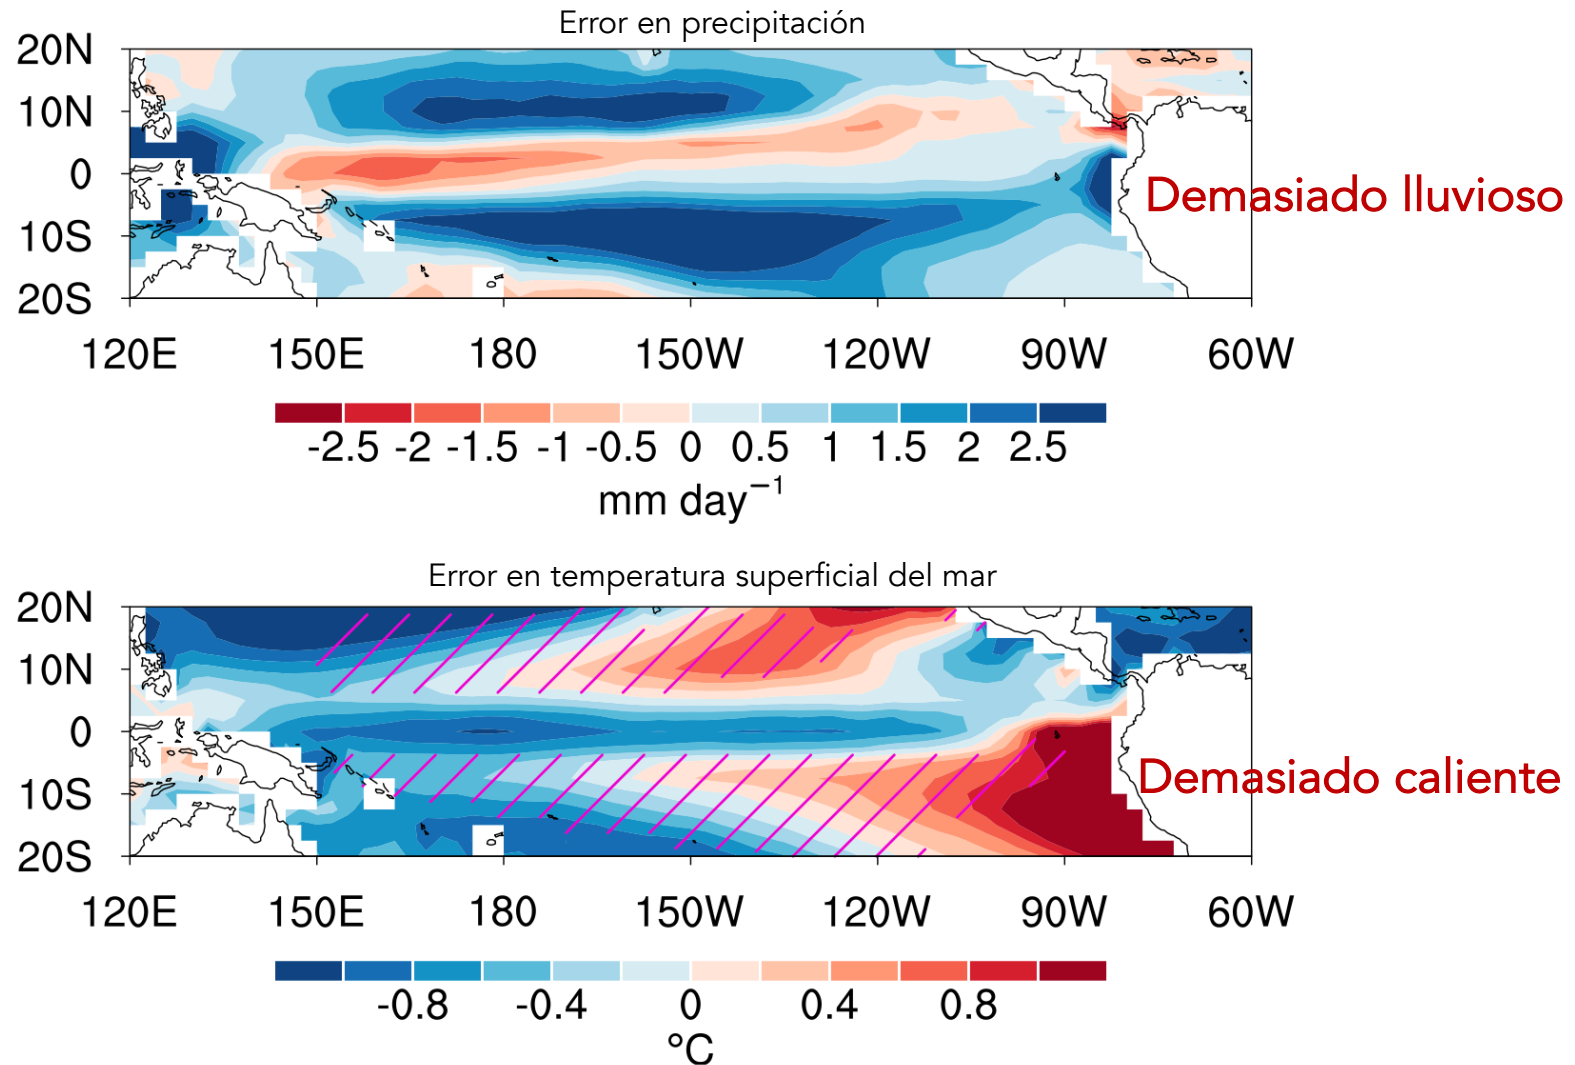 Error en precipitación
20N
10N
0
10S
20S
Demasiado lluvioso
120E 150E 180 150W 120W 90W 60W
-2.5 -2 -1.5 -1 -0.5 0 0.5 1 1.5 2 2.5
mm day⁻¹
Error en temperatura superficial del mar
20N
10N
0
10S
20S
Demasiado caliente
120E 150E 180 150W 120W 90W 60W
-0.8 -0.4 0 0.4 0.8
°C